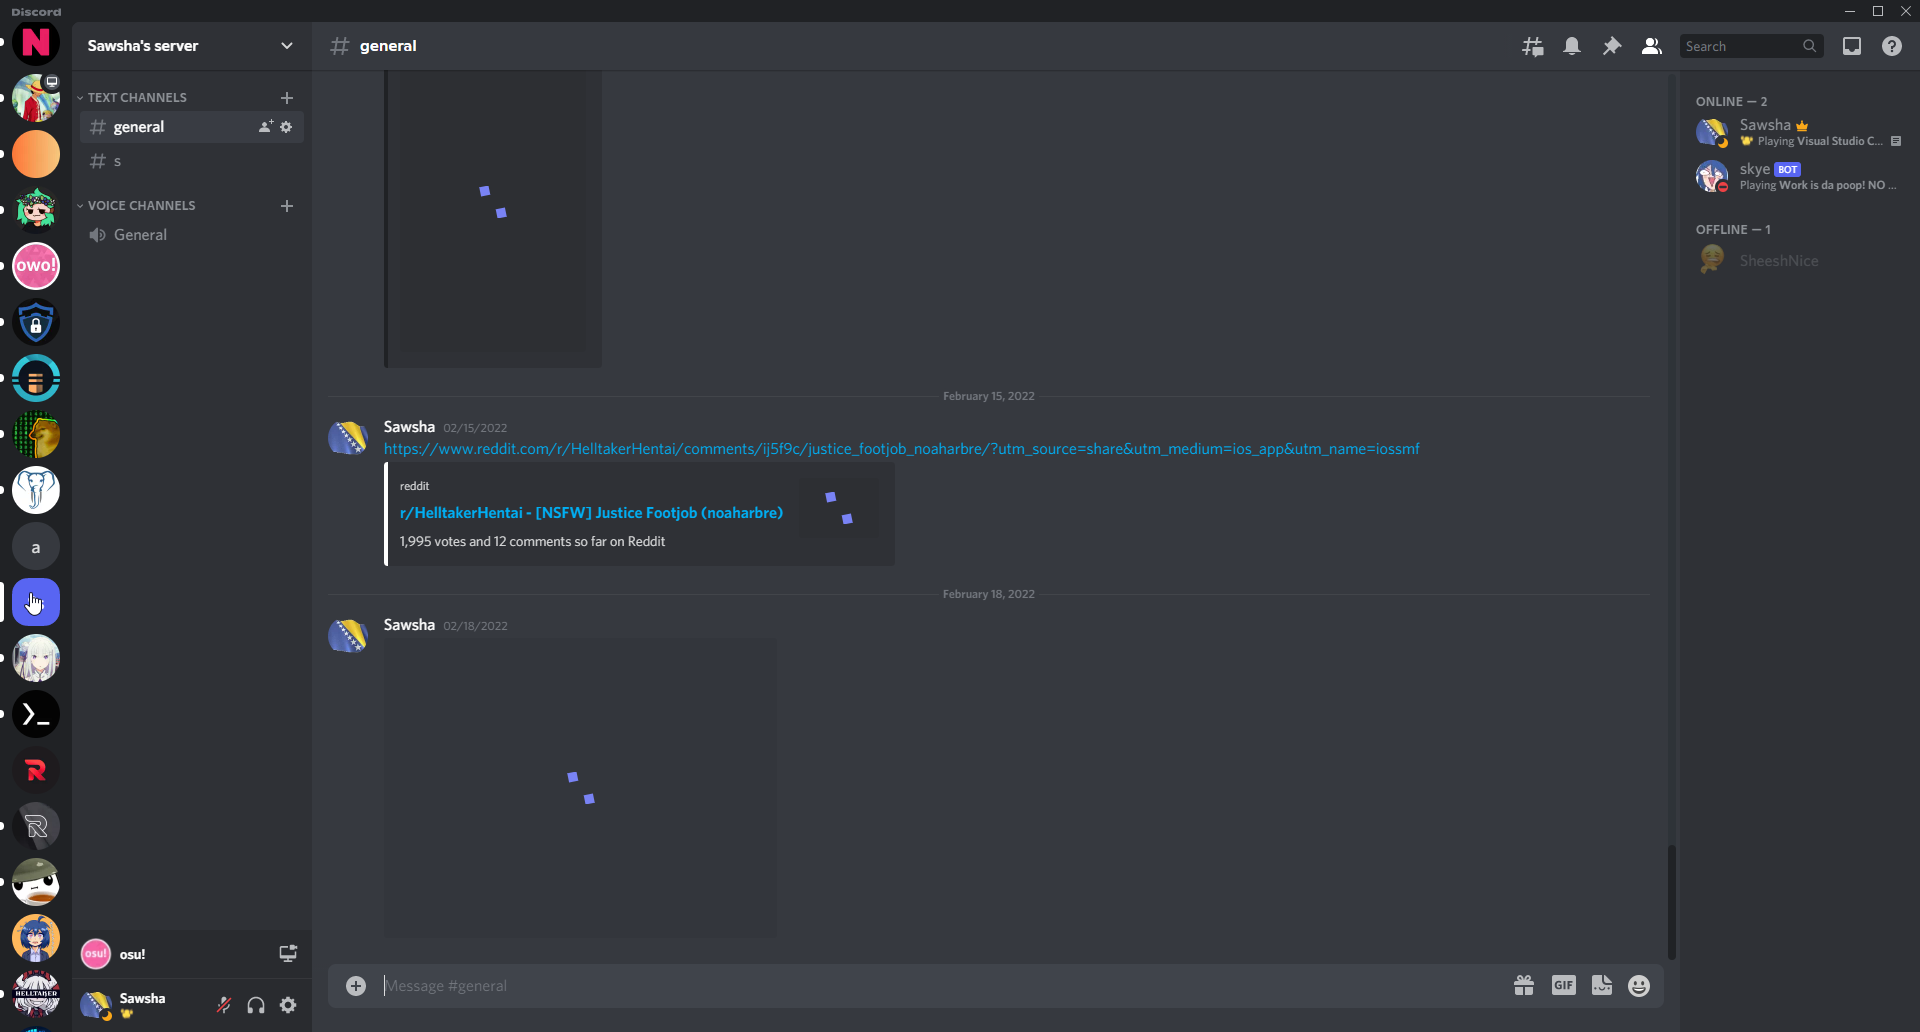 Discord
N
Sawsha's server
general
Search
TEXT CHANNELS
general
s
VOICE CHANNELS
General
owo!
a
February 15, 2022
Sawsha 02/15/2022
https://www.reddit.com/r/HelltakerHentai/comments/ij5f9c/justice_footjob_noaharbre/?utm_source=share&utm_medium=ios_app&utm_name=iossmf
reddit
r/HelltakerHentai - [NSFW] Justice Footjob (noaharbre)
1,995 votes and 12 comments so far on Reddit
February 18, 2022
Sawsha 02/18/2022
ONLINE — 2
Sawsha
Playing Visual Studio C...
skye BOT
Playing Work is da poop! NO ...
OFFLINE — 1
SheeshNice
R
R
HELLTAKER
osu! osu!
Sawsha
Message #general
GIF